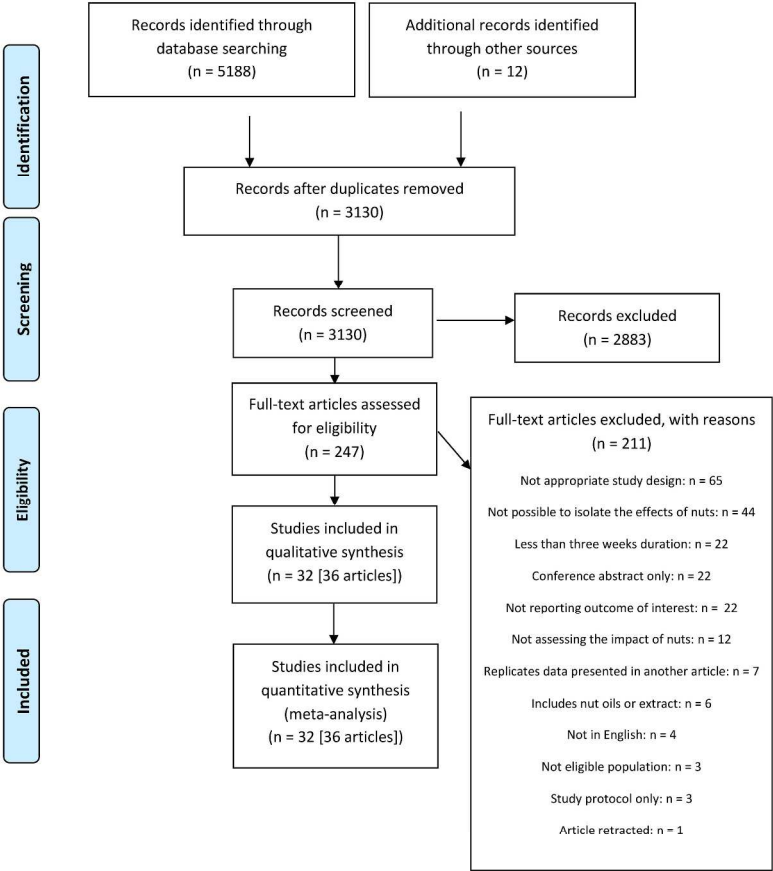 Records identified through
database searching
(n = 5188)
Additional records identified
through other sources
(n = 12)
Identification
Records after duplicates removed
(n = 3130)
Screening
Records screened
(n = 3130)
Records excluded
(n = 2883)
Eligibility
Full-text articles assessed
for eligibility
(n = 247)
Full-text articles excluded, with reasons
(n = 211)
Not appropriate study design: n = 65
Not possible to isolate the effects of nuts: n = 44
Less than three weeks duration: n = 22
Conference abstract only: n = 22
Not reporting outcome of interest: n = 22
Not assessing the impact of nuts: n = 12
Replicates data presented in another article: n = 7
Includes nut oils or extract: n = 6
Not in English: n = 4
Not eligible population: n = 3
Study protocol only: n = 3
Article retracted: n = 1
Studies included in
qualitative synthesis
(n = 32 [36 articles])
Included
Studies included in
quantitative synthesis
(meta-analysis)
(n = 32 [36 articles])